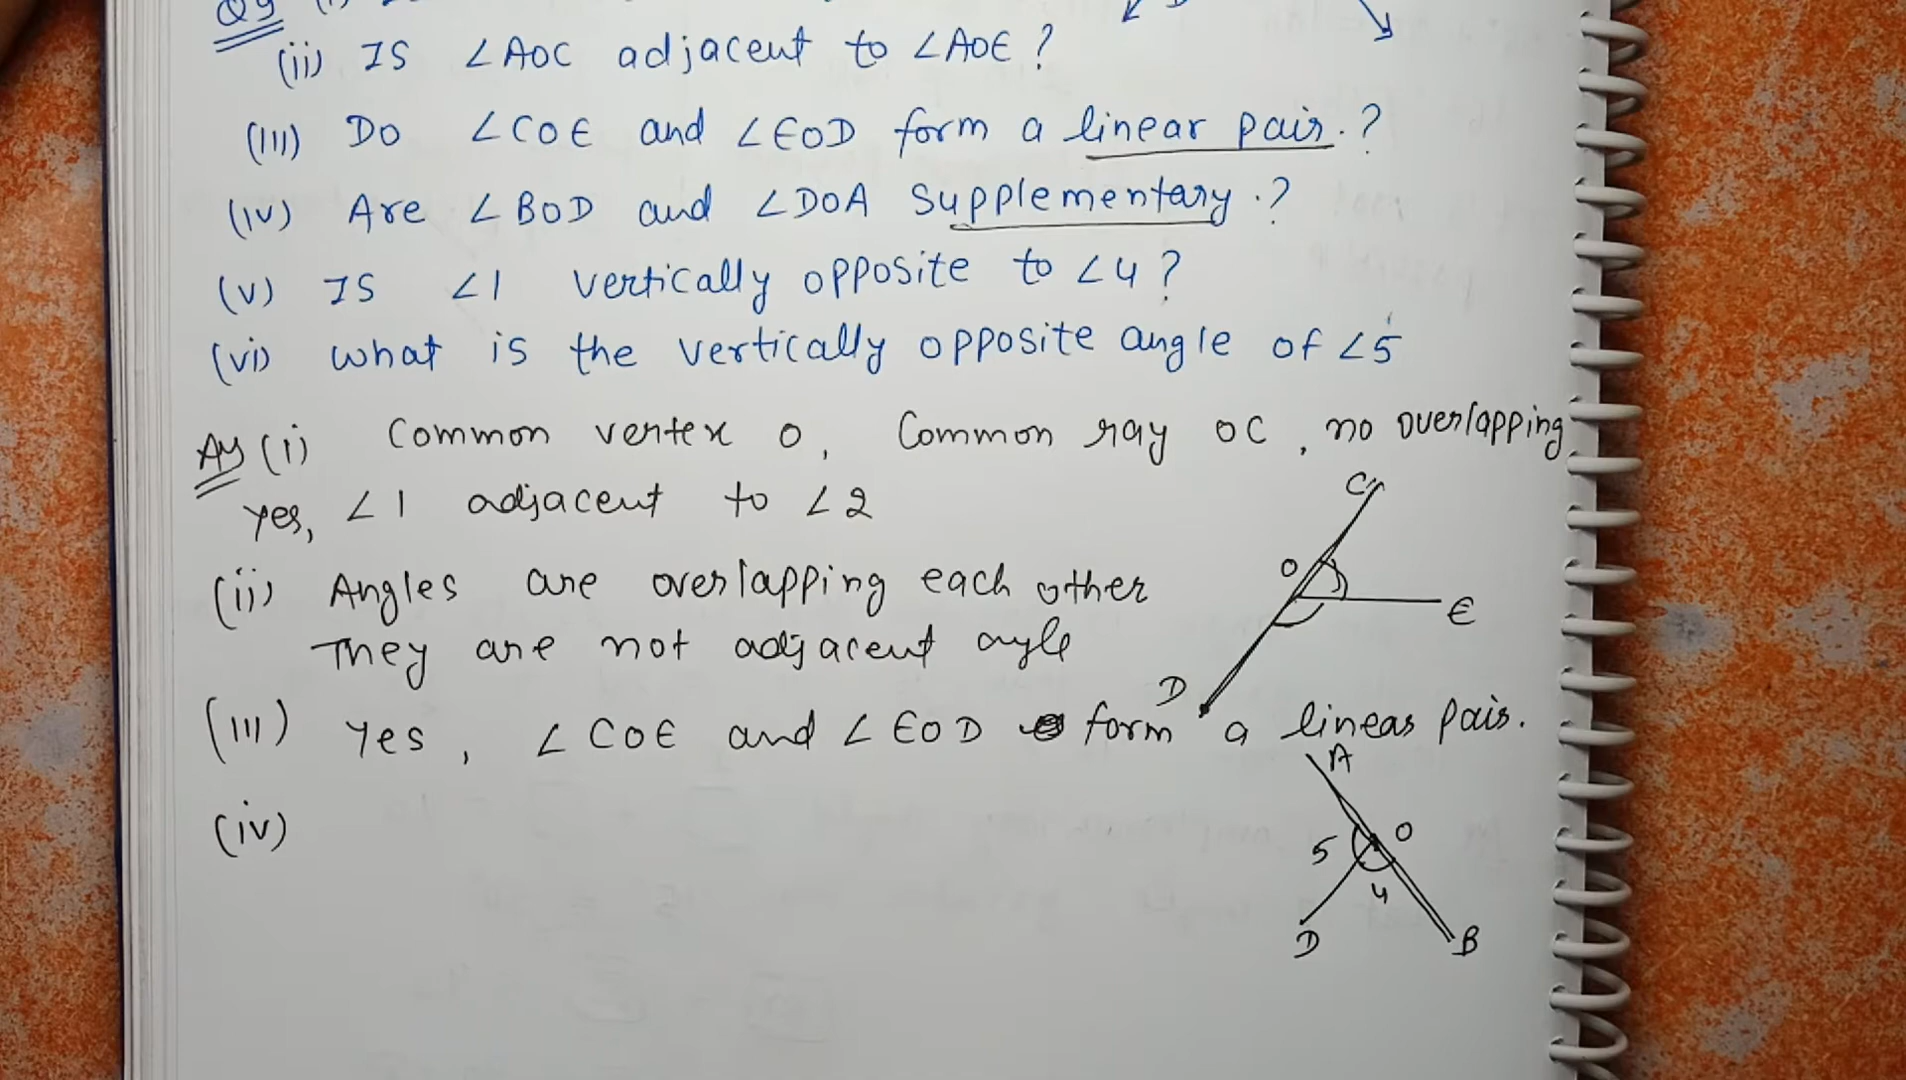 Q9 (i)
(ii) IS ∠AOC adjacent to ∠AOE ?
(III) Do ∠COE and ∠EOD form a linear pair. ?
(IV) Are ∠BOD and ∠DOA Supplementary . ?
(V) IS ∠1 vertically opposite to ∠4 ?
(vi) what is the vertically opposite angle of ∠5
(i) Common vertex O, Common ray OC, no overlapping
yes, ∠1 adjacent to ∠2
(ii) Angles are overlapping each other
They are not adjacent
(III) Yes, ∠COE and ∠EOD form a linear pair.
(iv)
C
O
E
D
A
5 O
4
D B